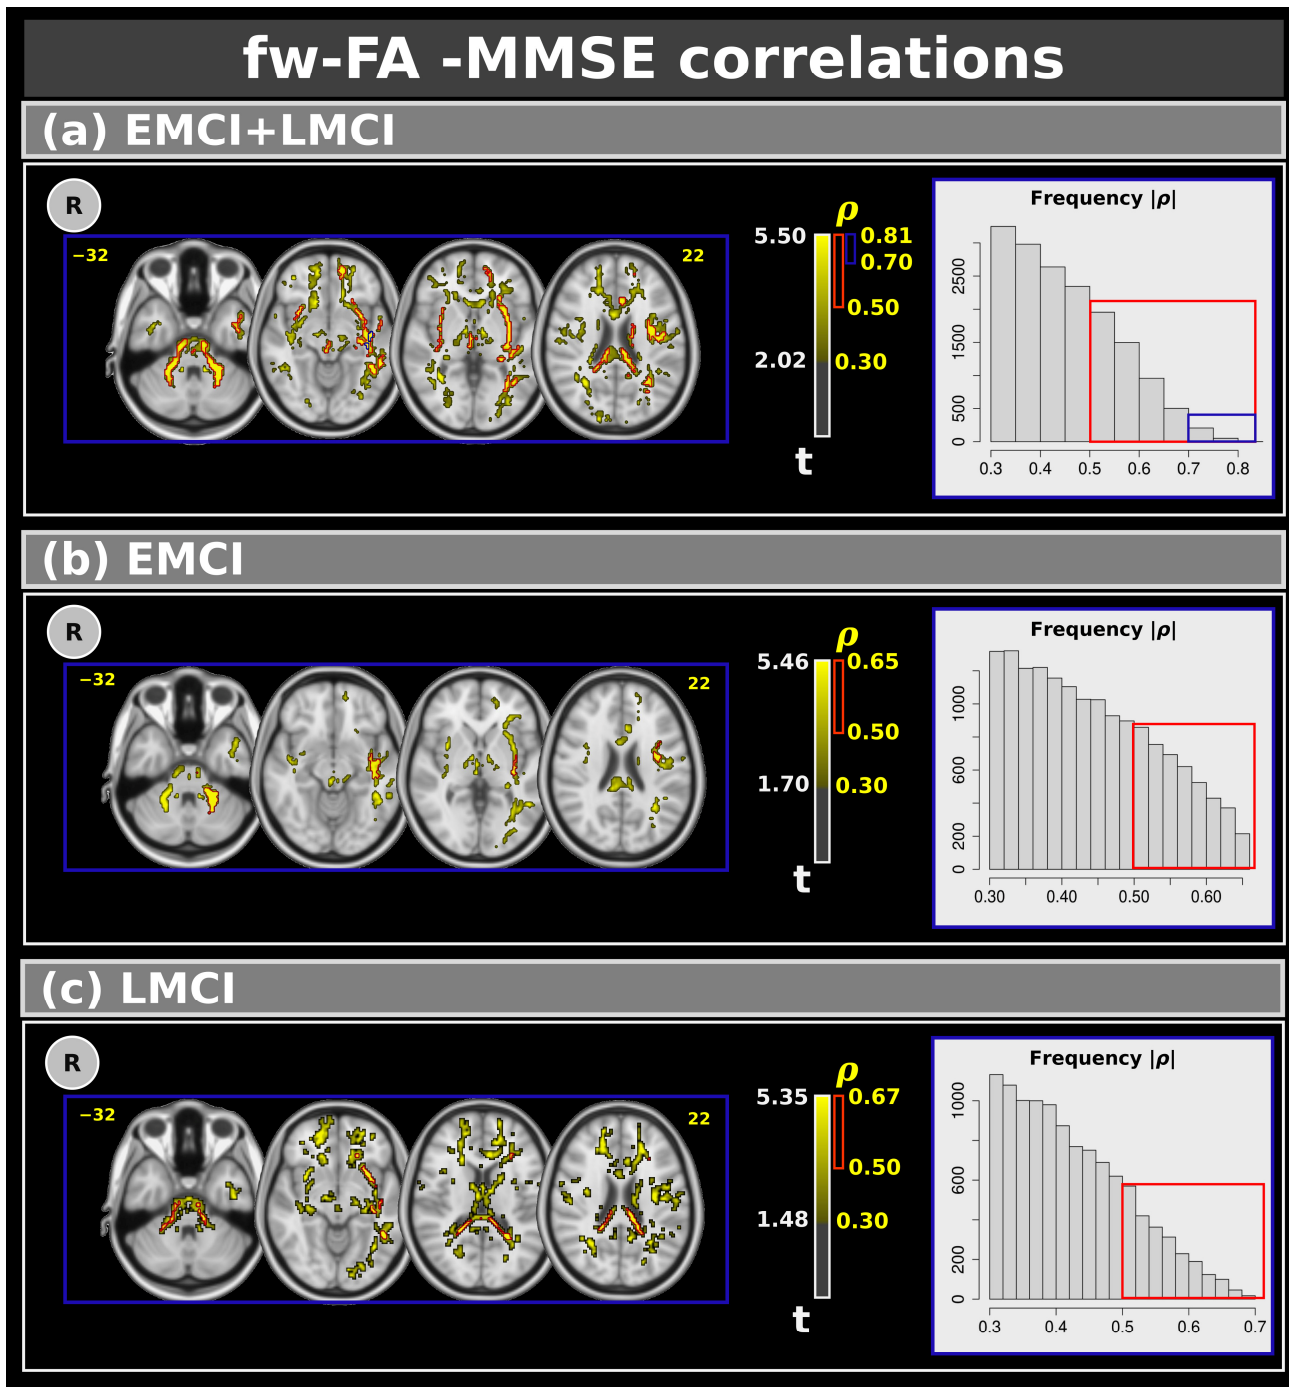 fw-FA -MMSE correlations
(a) EMCI+LMCI
R
−32
22
ρ
5.50
0.81
0.70
0.50
2.02
0.30
t
Frequency |ρ|
2500
1500
500
0
0.3 0.4 0.5 0.6 0.7 0.8
(b) EMCI
R
−32
22
ρ
5.46
0.65
0.50
1.70
0.30
t
Frequency |ρ|
1000
600
200
0
0.30 0.40 0.50 0.60
(c) LMCI
R
−32
22
ρ
5.35
0.67
0.50
1.48
0.30
t
Frequency |ρ|
1000
600
200
0
0.3 0.4 0.5 0.6 0.7